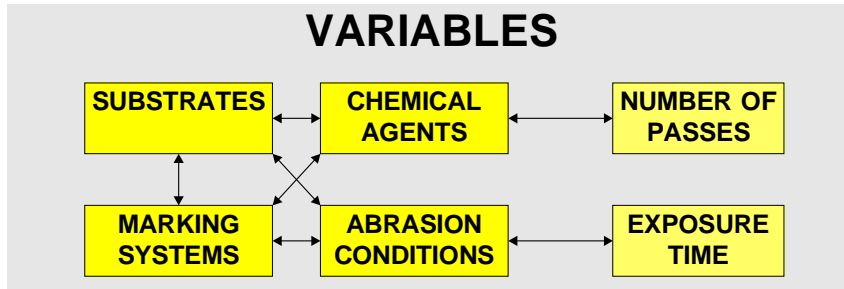 VARIABLES
SUBSTRATES
CHEMICAL
AGENTS
NUMBER OF
PASSES
MARKING
SYSTEMS
ABRASION
CONDITIONS
EXPOSURE
TIME